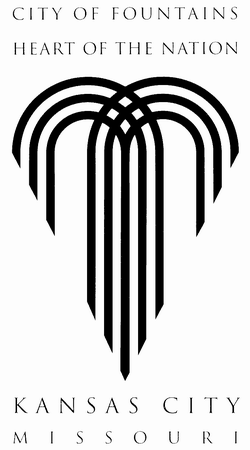 CITY OF FOUNTAINS
HEART OF THE NATION
KANSAS CITY
MISSOURI